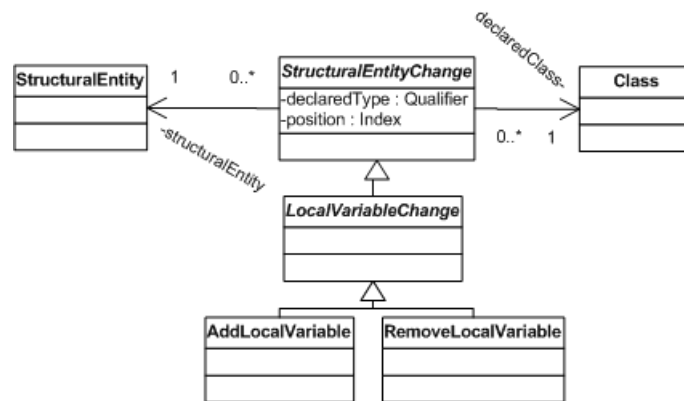 declaredClass-
StructuralEntity
1
0..*
StructuralEntityChange
Class
-declaredType : Qualifier
-position : Index
0..*
1
-structuralEntity
LocalVariableChange
AddLocalVariable
RemoveLocalVariable